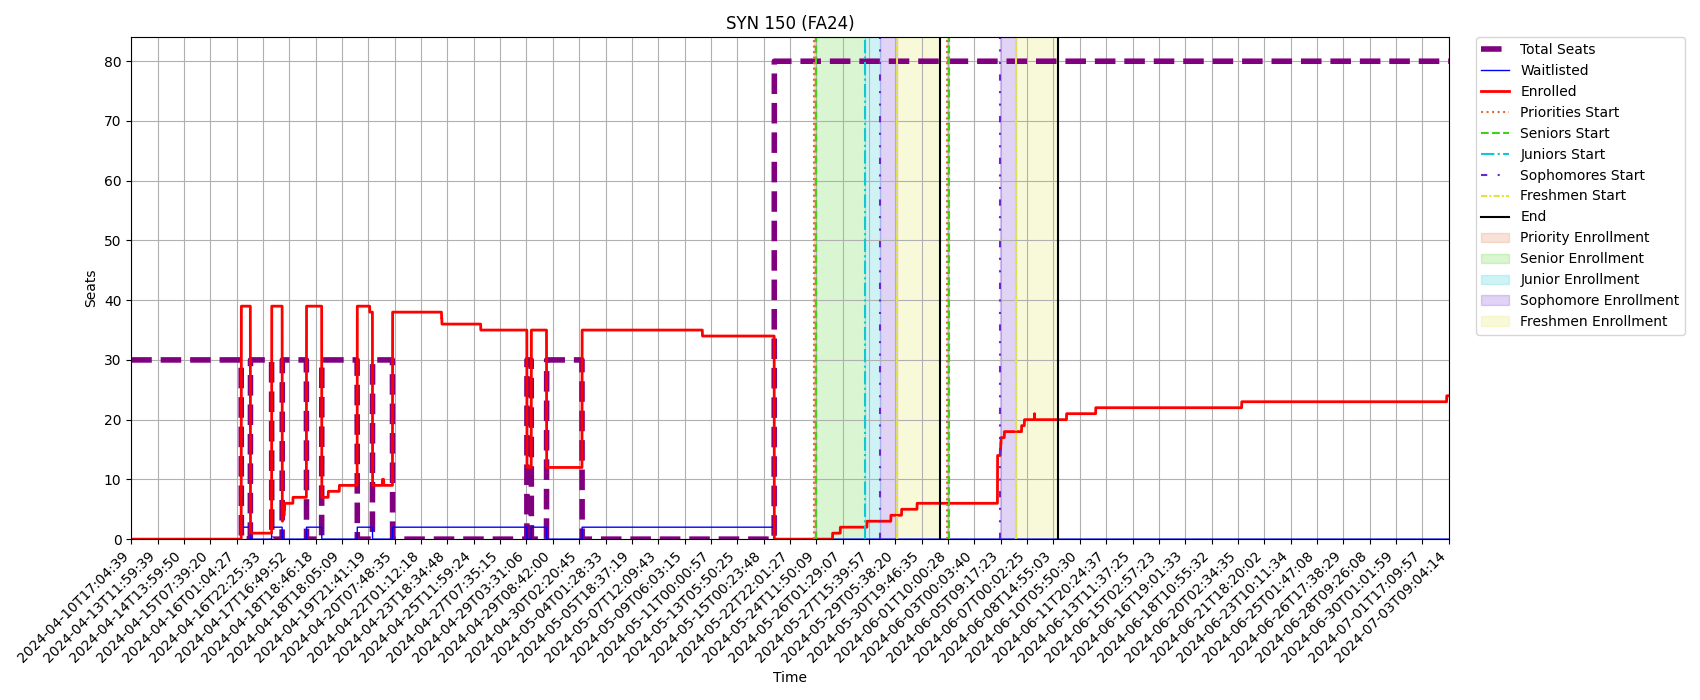 SYN 150 (FA24)
Seats
80
70
60
50
40
30
20
10
0
2024-04-10T17:04:39
2024-04-13T11:59:39
2024-04-14T13:59:50
2024-04-15T07:39:20
2024-04-16T01:04:27
2024-04-16T22:25:33
2024-04-17T16:49:52
2024-04-18T18:46:18
2024-04-18T18:05:09
2024-04-19T21:41:19
2024-04-20T07:48:35
2024-04-22T01:12:18
2024-04-23T18:34:48
2024-04-25T11:59:24
2024-04-27T07:35:15
2024-04-29T03:31:06
2024-04-29T08:42:00
2024-04-30T02:20:45
2024-05-04T01:28:33
2024-05-05T18:37:19
2024-05-07T12:09:43
2024-05-09T06:03:15
2024-05-11T00:00:57
2024-05-13T05:50:25
2024-05-15T00:23:48
2024-05-22T22:01:27
2024-05-24T11:50:09
2024-05-26T01:29:07
2024-05-27T15:39:57
2024-05-29T05:38:20
2024-05-30T19:46:35
2024-06-01T10:00:28
2024-06-03T00:03:40
2024-06-05T09:17:23
2024-06-07T00:02:25
2024-06-08T14:55:03
2024-06-10T05:50:30
2024-06-11T20:24:37
2024-06-13T11:37:25
2024-06-15T02:57:23
2024-06-16T19:01:33
2024-06-18T10:55:32
2024-06-20T02:34:35
2024-06-21T18:20:02
2024-06-23T10:11:34
2024-06-25T01:47:08
2024-06-26T17:38:29
2024-06-28T09:26:08
2024-06-30T01:01:59
2024-07-01T17:09:57
2024-07-03T09:04:14
Time
Total Seats
Waitlisted
Enrolled
Priorities Start
Seniors Start
Juniors Start
Sophomores Start
Freshmen Start
End
Priority Enrollment
Senior Enrollment
Junior Enrollment
Sophomore Enrollment
Freshmen Enrollment